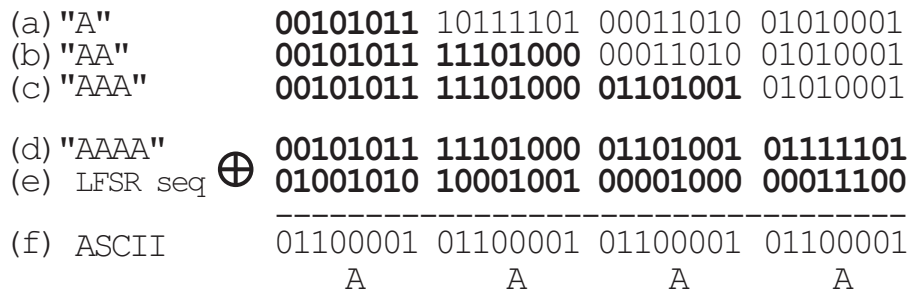 (a) "A" 00101011 10111101 00011010 01010001
(b) "AA" 00101011 11101000 00011010 01010001
(c) "AAA" 00101011 11101000 01101001 01010001
(d) "AAAA" 00101011 11101000 01101001 01111101
(e) LFSR seq ⊕ 01001010 10001001 00001000 00011100
------------------------------------
(f) ASCII 01100001 01100001 01100001 01100001
A A A A